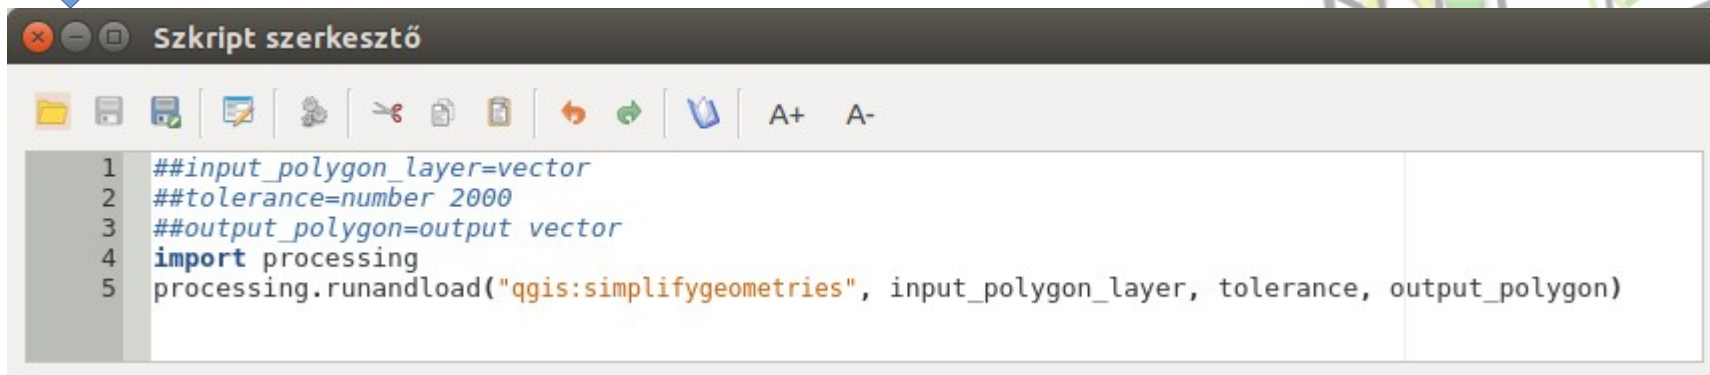 Szkript szerkesztő
A+ A-
1 ##input_polygon_layer=vector
2 ##tolerance=number 2000
3 ##output_polygon=output vector
4 import processing
5 processing.runandload("qgis:simplifygeometries", input_polygon_layer, tolerance, output_polygon)